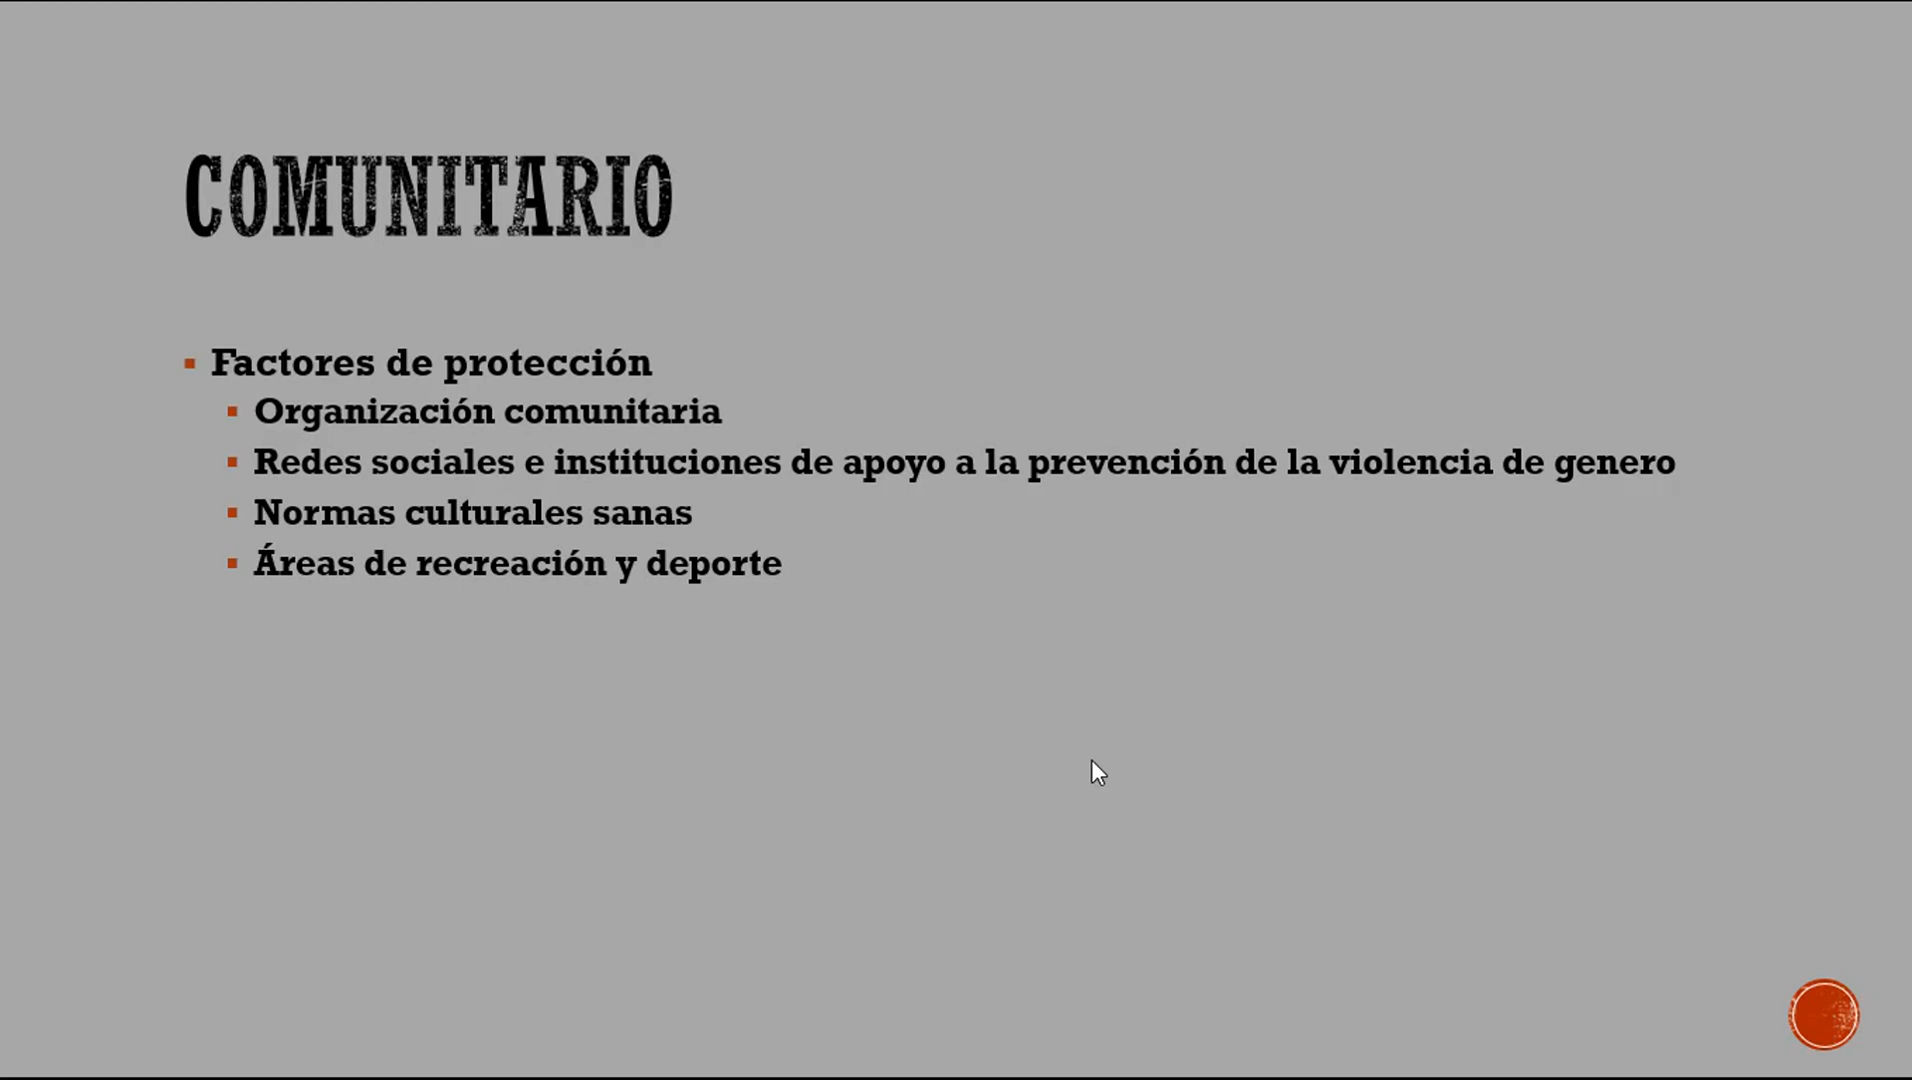 COMUNITARIO
Factores de protección
Organización comunitaria
Redes sociales e instituciones de apoyo a la prevención de la violencia de genero
Normas culturales sanas
Áreas de recreación y deporte